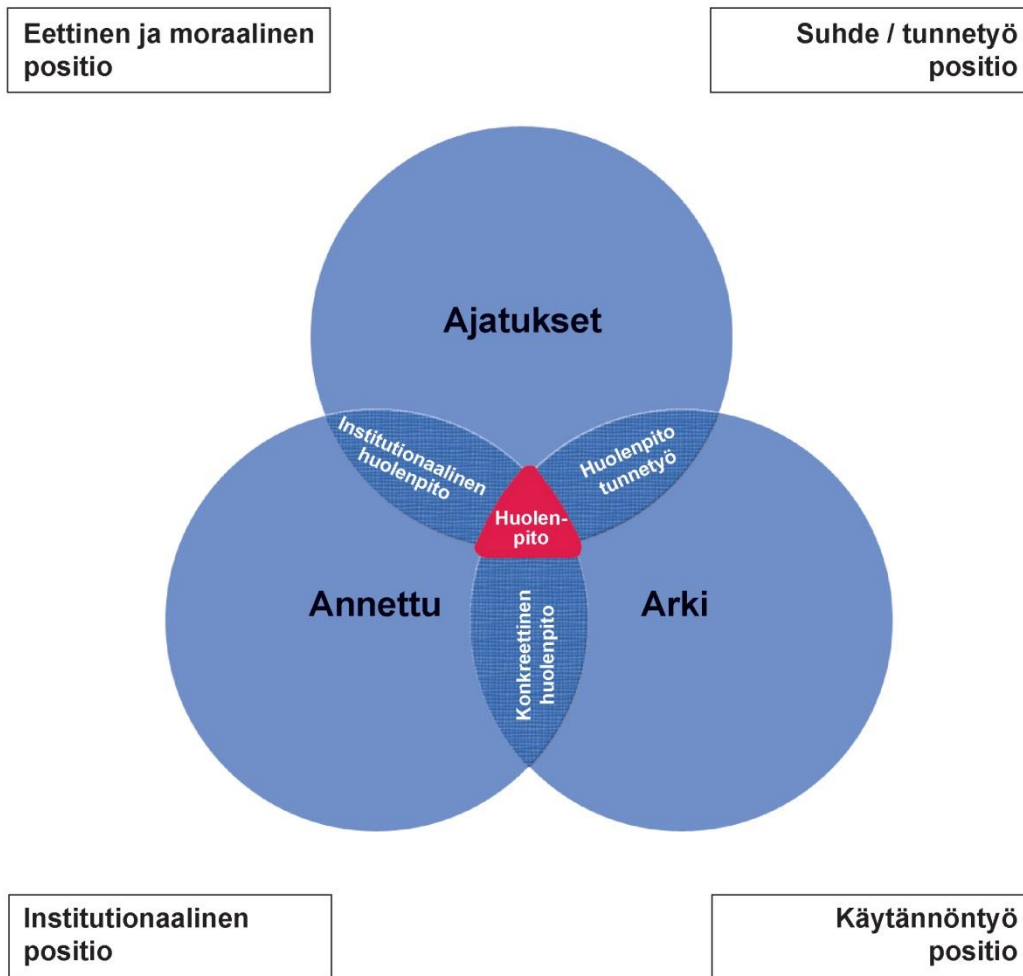 Eettinen ja moraalinen
positio
Suhde / tunnetyö
positio
Ajatukset
Institutionaalinen
huolenpito
Huolenpito
tunnetyö
Huolen-
pito
Annettu
Arki
Konkreettinen
huolenpito
Institutionaalinen
positio
Käytännöntyö
positio